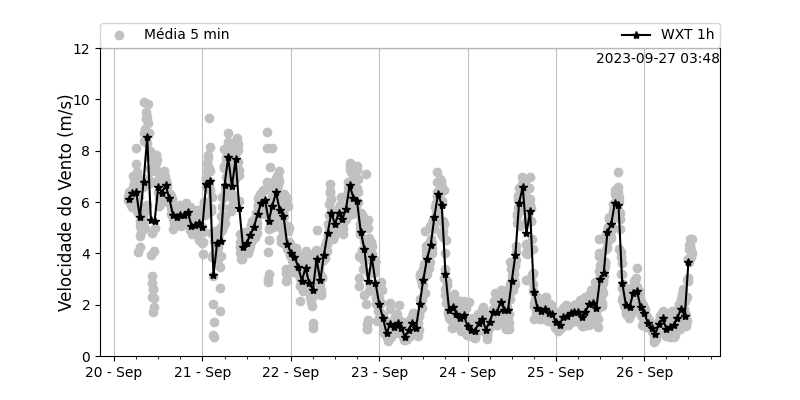 Média 5 min
WXT 1h
2023-09-27 03:48
Velocidade do Vento (m/s)
12
10
8
6
4
2
0
20 - Sep
21 - Sep
22 - Sep
23 - Sep
24 - Sep
25 - Sep
26 - Sep